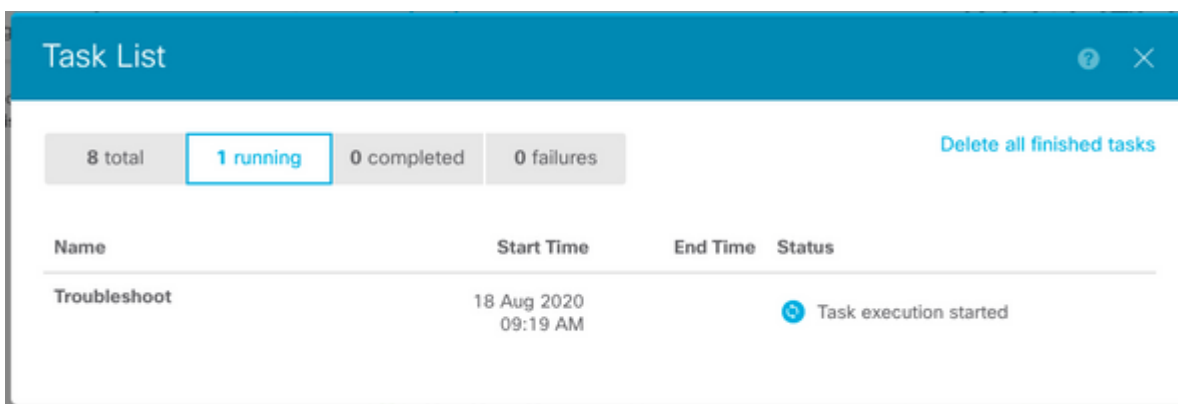 Task List
8 total 1 running 0 completed 0 failures Delete all finished tasks
Name Start Time End Time Status
Troubleshoot 18 Aug 2020 09:19 AM Task execution started